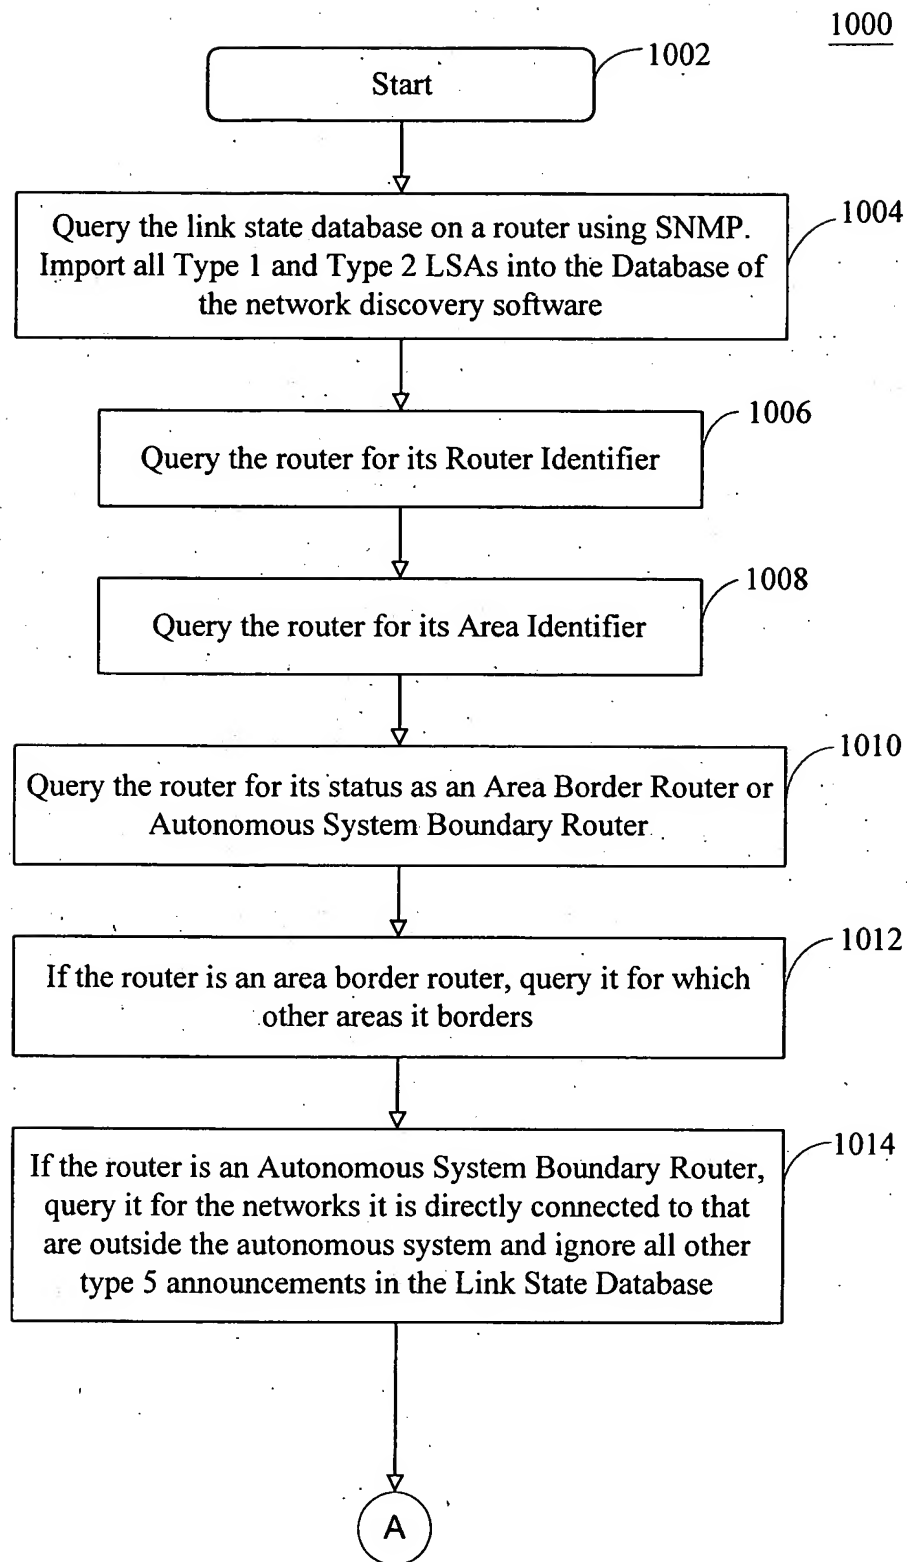 1000
1002
Start
1004
Query the link state database on a router using SNMP.
Import all Type 1 and Type 2 LSAs into the Database of
the network discovery software
1006
Query the router for its Router Identifier
1008
Query the router for its Area Identifier
1010
Query the router for its status as an Area Border Router or
Autonomous System Boundary Router
1012
If the router is an area border router, query it for which
other areas it borders
1014
If the router is an Autonomous System Boundary Router,
query it for the networks it is directly connected to that
are outside the autonomous system and ignore all other
type 5 announcements in the Link State Database
A